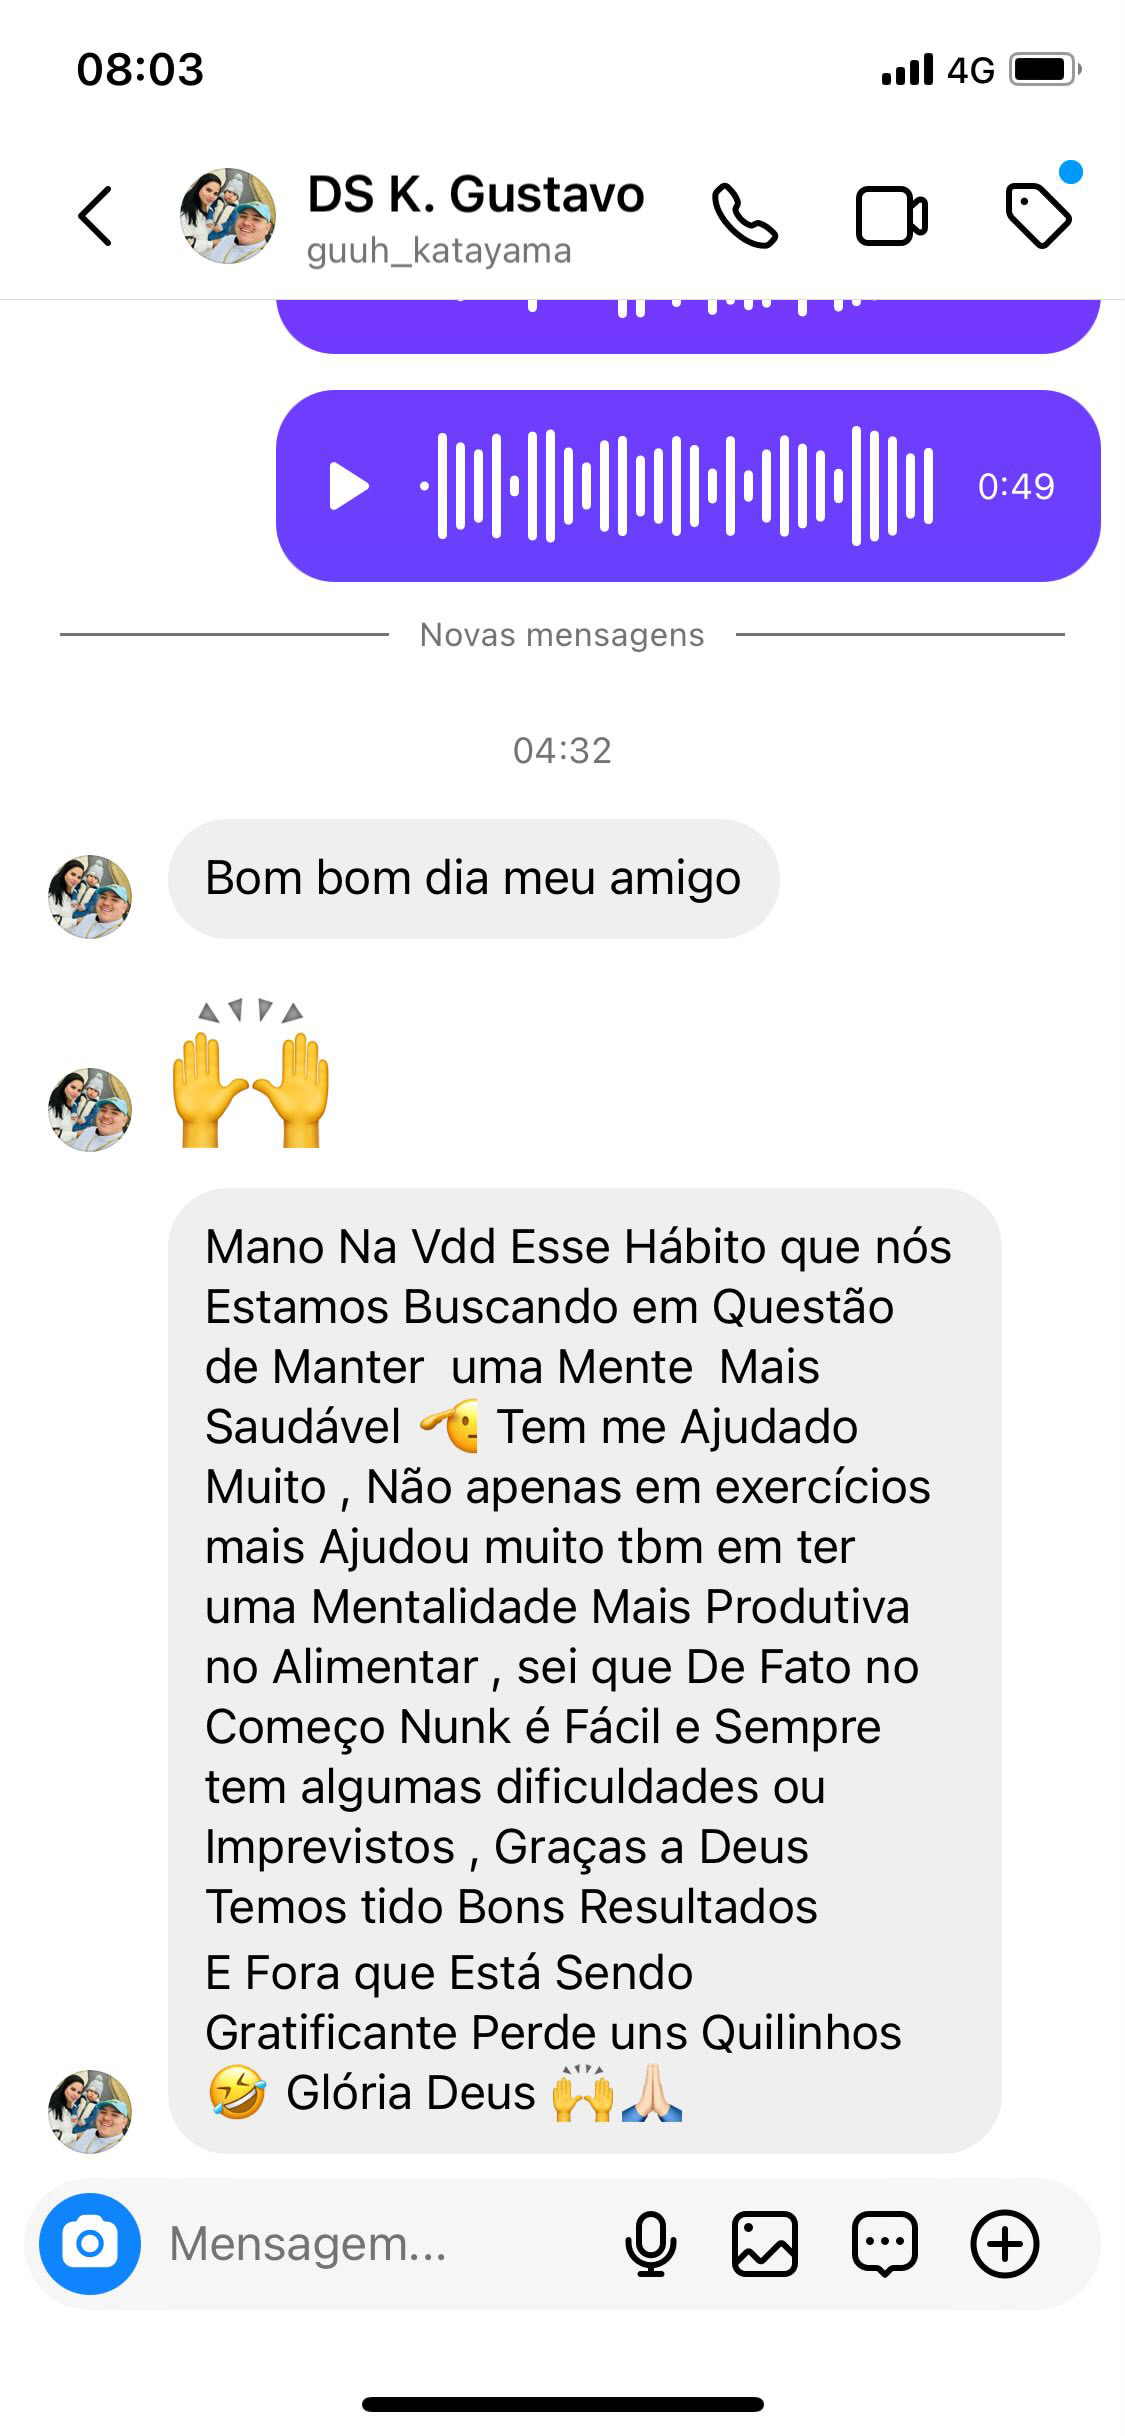 08:03
4G
DS K. Gustavo
guuh_katayama
0:49
Novas mensagens
04:32
Bom bom dia meu amigo
🙌
Mano Na Vdd Esse Hábito que nós
Estamos Buscando em Questão
de Manter  uma Mente  Mais
Saudável 🫡 Tem me Ajudado
Muito , Não apenas em exercícios
mais Ajudou muito tbm em ter
uma Mentalidade Mais Produtiva
no Alimentar , sei que De Fato no
Começo Nunk é Fácil e Sempre
tem algumas dificuldades ou
Imprevistos , Graças a Deus
Temos tido Bons Resultados
E Fora que Está Sendo
Gratificante Perde uns Quilinhos
🤣 Glória Deus 🙌🙏🏻
Mensagem...